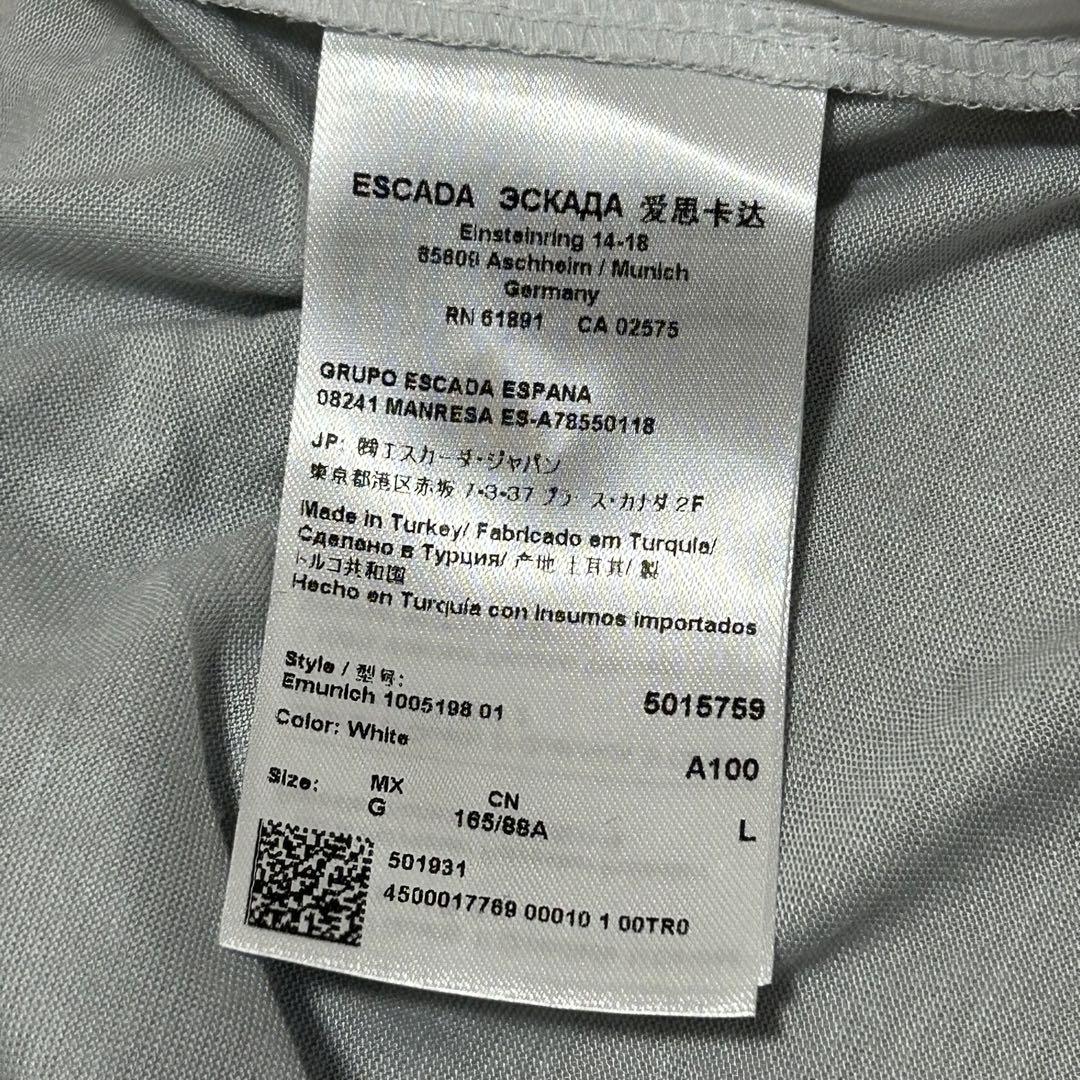 ESCADA ЭСКАДА 爱思卡达
Einsteinring 14-18
85609 Aschheim / Munich
Germany
RN 61891 CA 02575
GRUPO ESCADA ESPANA
08241 MANRESA ES-A78550118
JP: ㈱エスカーダ・ジャパン
東京都港区赤坂 7-3-37 プラース・カナダ 2F
Made in Turkey/ Fabricado em Turquia/
Сделано в Турция/ 产地 土耳其/ 製
トルコ共和国
Hecho en Turquía con Insumos importados
Style / 型号:
Emunich 1005198 01 5015759
Color: White
A100
Size: MX CN
G 165/88A L
501931
4500017769 00010 1 00TR0